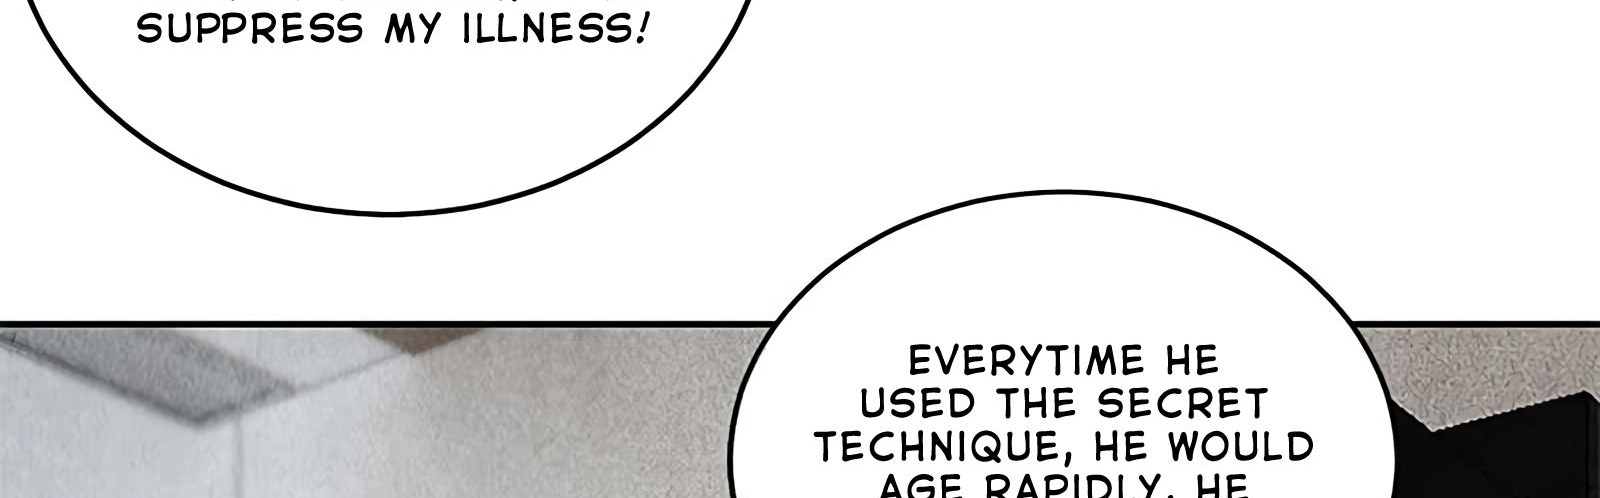 SUPPRESS MY ILLNESS!
EVERYTIME HE
USED THE SECRET
TECHNIQUE, HE WOULD
AGE RAPIDLY. HE